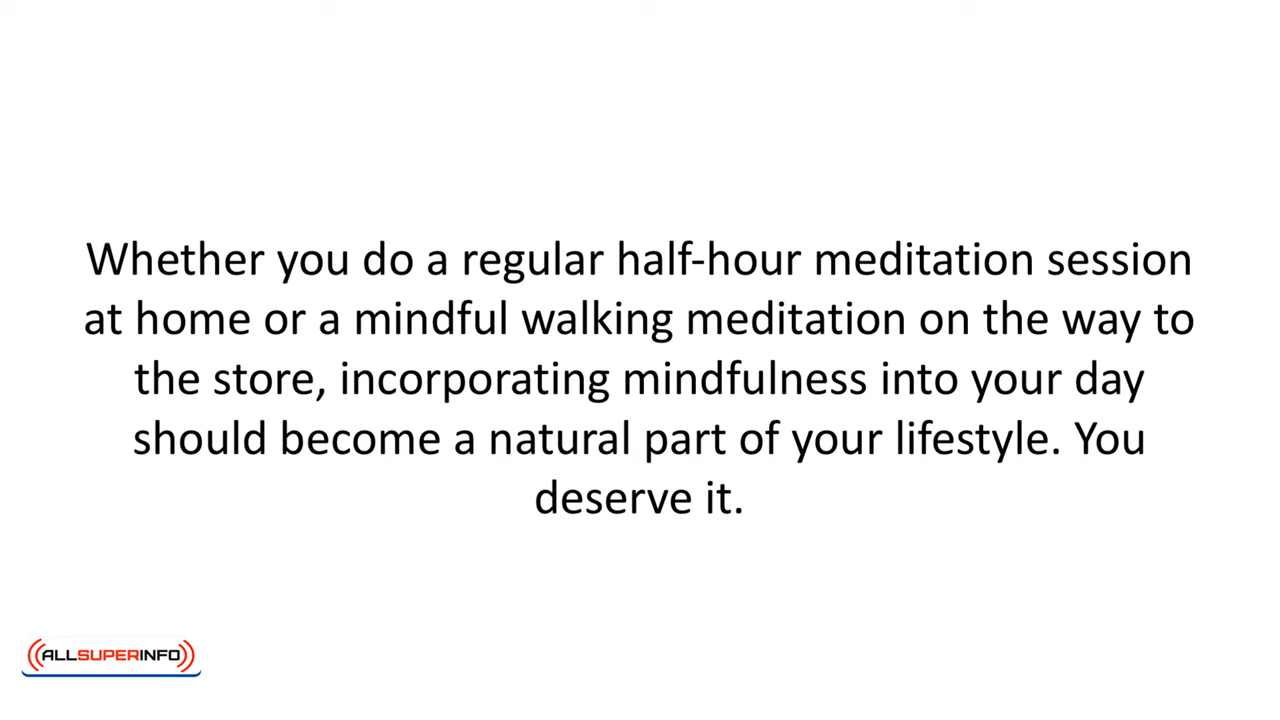 Whether you do a regular half-hour meditation session
at home or a mindful walking meditation on the way to
the store, incorporating mindfulness into your day
should become a natural part of your lifestyle. You
deserve it.
ALLSUPERINFO